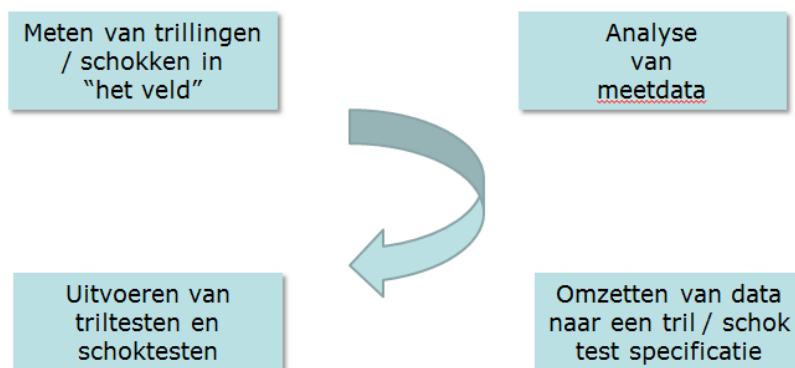 Meten van trillingen
/ schokken in
“het veld”
Analyse
van
meetdata
Uitvoeren van
triltesten en
schoktesten
Omzetten van data
naar een tril / schok
test specificatie